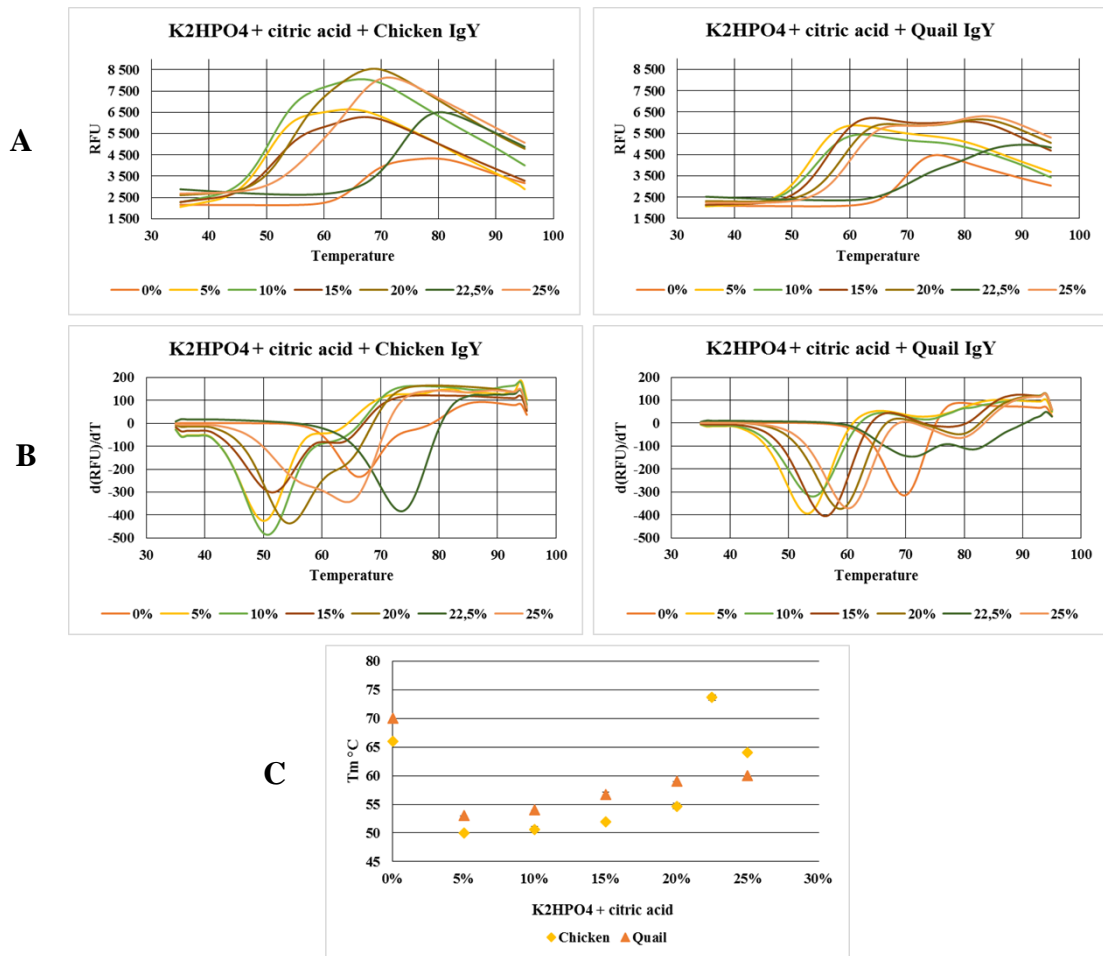 A
K2HPO4 + citric acid + Chicken IgY
RFU
8 500
7 500
6 500
5 500
4 500
3 500
2 500
1 500
30 40 50 60 70 80 90 100
Temperature
0% 5% 10% 15% 20% 22,5% 25%
K2HPO4 + citric acid + Quail IgY
RFU
8 500
7 500
6 500
5 500
4 500
3 500
2 500
1 500
30 40 50 60 70 80 90 100
Temperature
0% 5% 10% 15% 20% 22,5% 25%
B
K2HPO4 + citric acid + Chicken IgY
d(RFU)/dT
200
100
0
-100
-200
-300
-400
-500
30 40 50 60 70 80 90 100
Temperature
0% 5% 10% 15% 20% 22,5% 25%
K2HPO4 + citric acid + Quail IgY
d(RFU)/dT
200
100
0
-100
-200
-300
-400
-500
30 40 50 60 70 80 90 100
Temperature
0% 5% 10% 15% 20% 22,5% 25%
C
Tm °C
80
75
70
65
60
55
50
45
0% 5% 10% 15% 20% 25% 30%
K2HPO4 + citric acid
Chicken Quail